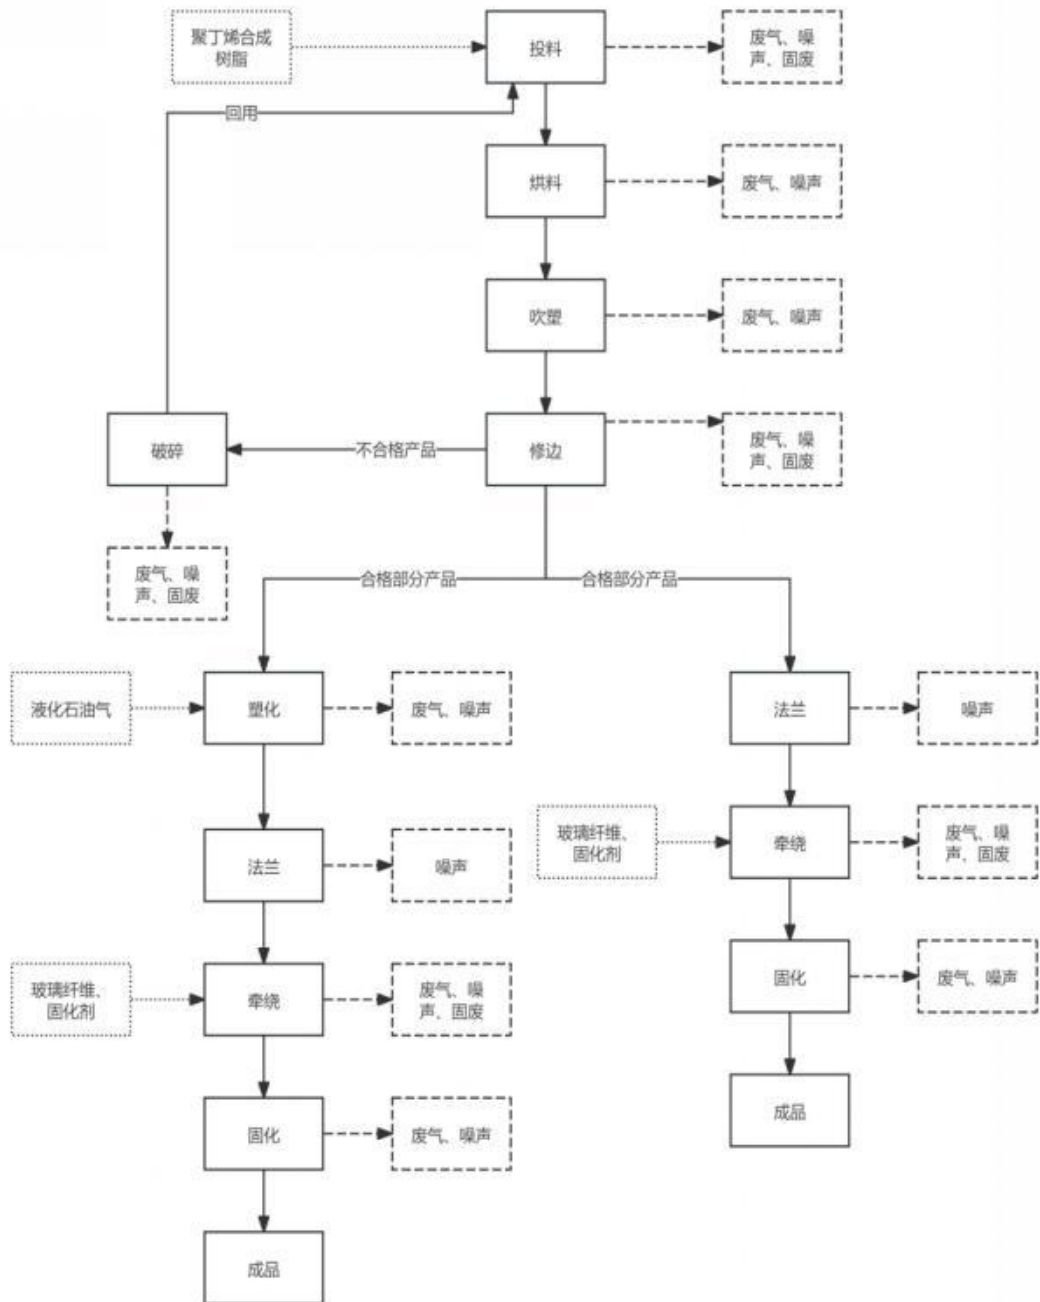 聚丁烯合成
树脂
投料
废气、噪
声、固废
回用
烘料
废气、噪声
吹塑
废气、噪声
破碎
不合格产品
修边
废气、噪
声、固废
废气、噪
声、固废
合格部分产品
合格部分产品
液化石油气
塑化
废气、噪声
法兰
噪声
玻璃纤维、
固化剂
牵绕
废气、噪
声、固废
法兰
噪声
固化
废气、噪声
玻璃纤维、
固化剂
牵绕
废气、噪
声、固废
成品
固化
废气、噪声
成品